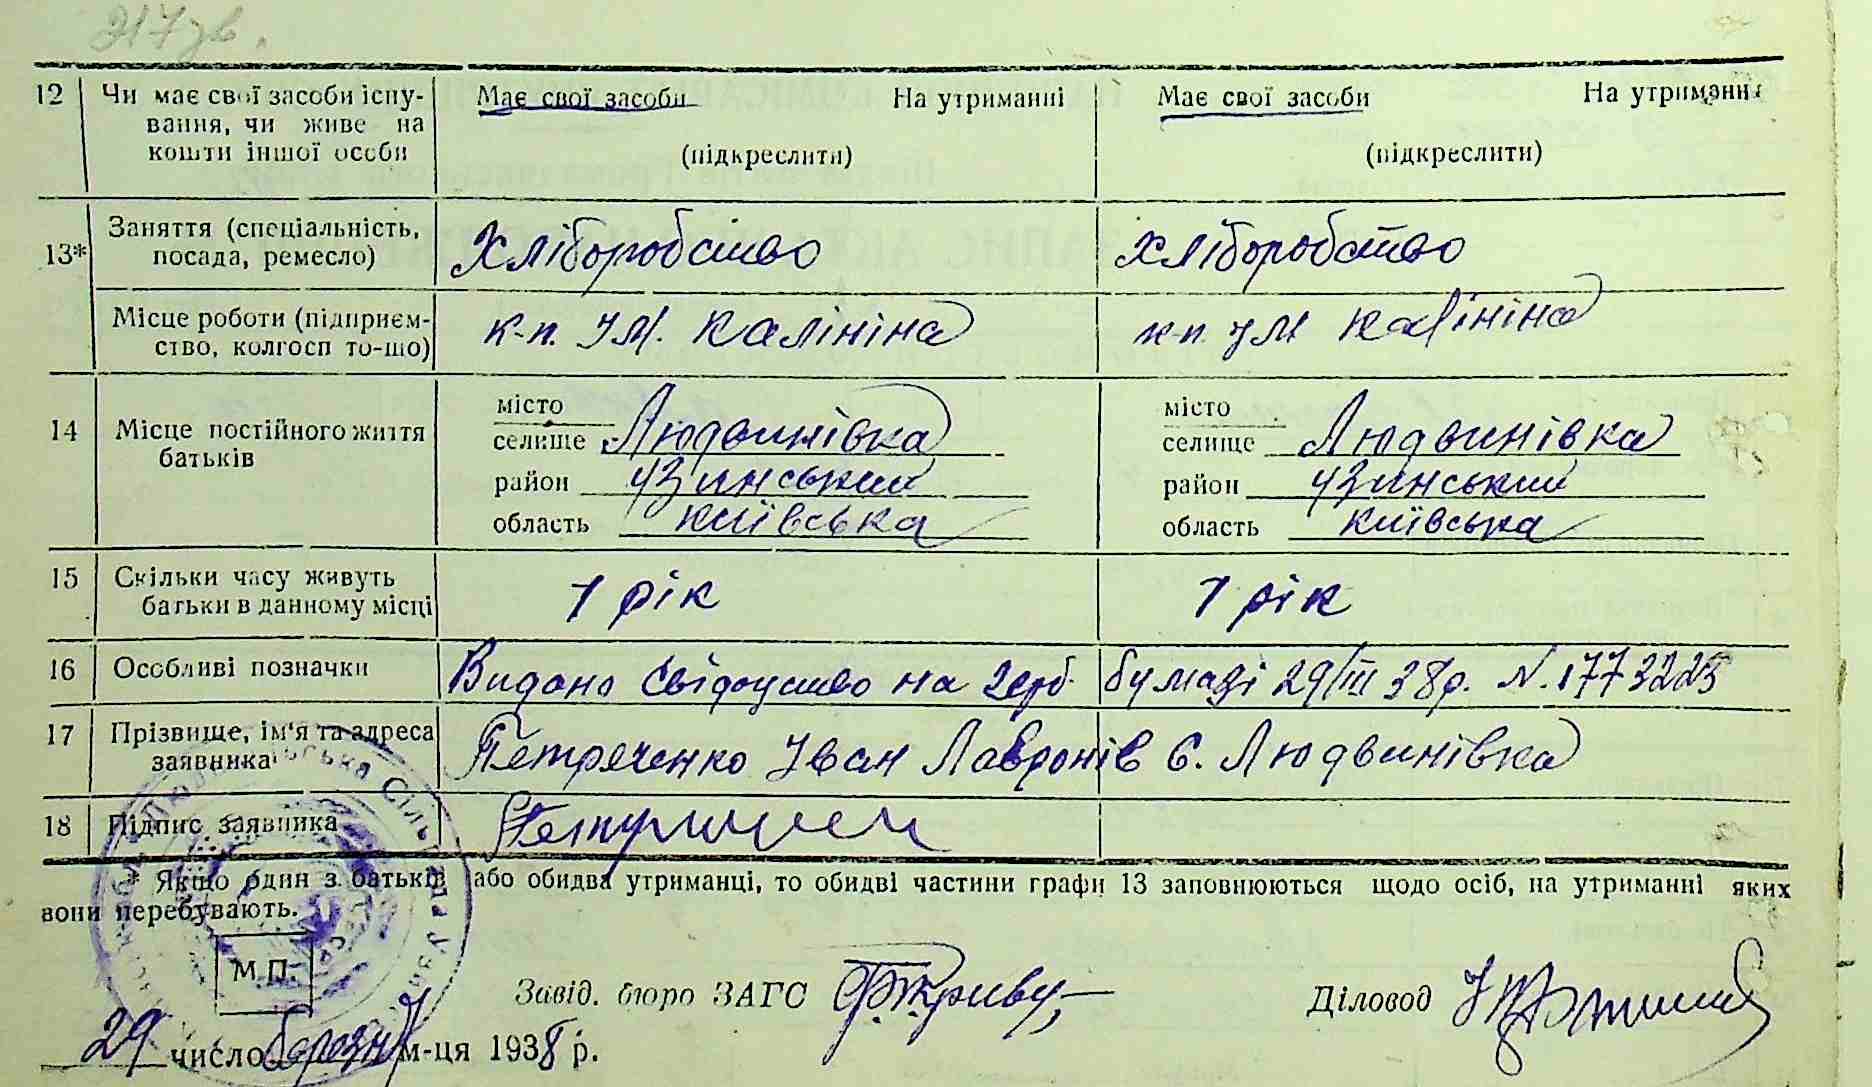 217 зв.
12 Чи має свої засоби існування, чи живе на кошти іншої особи Має свої засоби На утриманні (підкреслити) Має свої засоби На утриманні (підкреслити)
13* Заняття (спеціальність, посада, ремесло) Хліборобство Хліборобство
Місце роботи (підприємство, колгосп то-що) к-п. ім. Калініна к-п. ім Калініна
14 Місце постійного життя батьків
місто місто
селище Людвинівка селище Людвинівка
район Узинський район Узинський
область київська область київська
15 Скільки часу живуть батьки в данному місці 1 рік 1 рік
16 Особливі позначки Видано свідоцтво на герб. бумазі 29/III 38р. N. 1773225
17 Прізвище, ім'я та адреса заявника Петряченко Іван Лавронів с. Людвинівка
18 Підпис заявника
* Якщо один з батьків або обидва утриманці, то обидві частини графи 13 заповнюються щодо осіб, на утриманні яких
вони перебувають.
М.П.
Завід. бюро ЗАГС Діловод
29 число березня м-ця 1938 р.